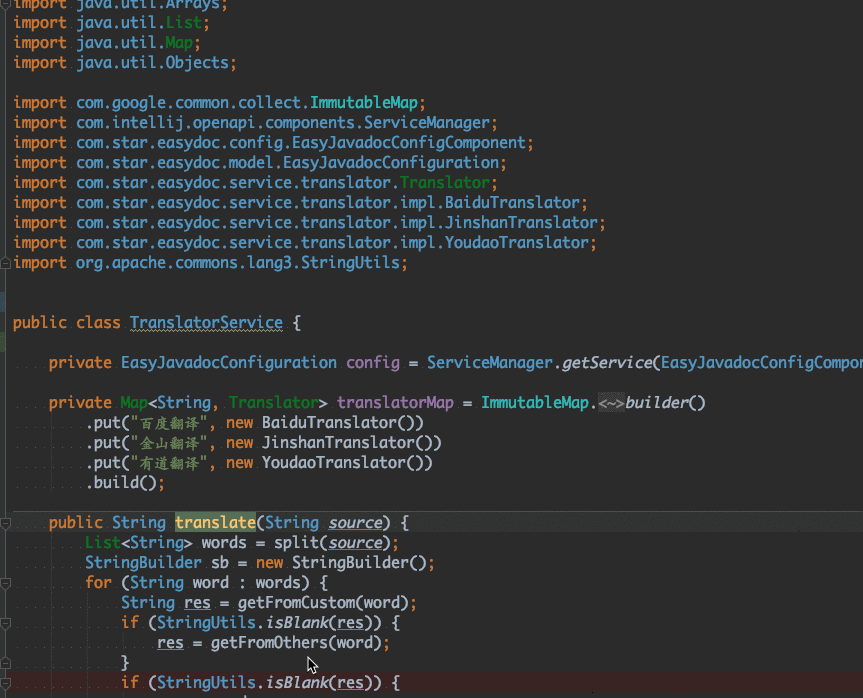 import java.util.Arrays;
import java.util.List;
import java.util.Map;
import java.util.Objects;
import com.google.common.collect.ImmutableMap;
import com.intellij.openapi.components.ServiceManager;
import com.star.easydoc.config.EasyJavadocConfigComponent;
import com.star.easydoc.model.EasyJavadocConfiguration;
import com.star.easydoc.service.translator.Translator;
import com.star.easydoc.service.translator.impl.BaiduTranslator;
import com.star.easydoc.service.translator.impl.JinshanTranslator;
import com.star.easydoc.service.translator.impl.YoudaoTranslator;
import org.apache.commons.lang3.StringUtils;
public class TranslatorService {
private EasyJavadocConfiguration config = ServiceManager.getService(EasyJavadocConfigCompon
private Map<String, Translator> translatorMap = ImmutableMap.<~>builder()
.put("百度翻译", new BaiduTranslator())
.put("金山翻译", new JinshanTranslator())
.put("有道翻译", new YoudaoTranslator())
.build();
public String translate(String source) {
List<String> words = split(source);
StringBuilder sb = new StringBuilder();
for (String word : words) {
String res = getFromCustom(word);
if (StringUtils.isBlank(res)) {
res = getFromOthers(word);
}
if (StringUtils.isBlank(res)) {